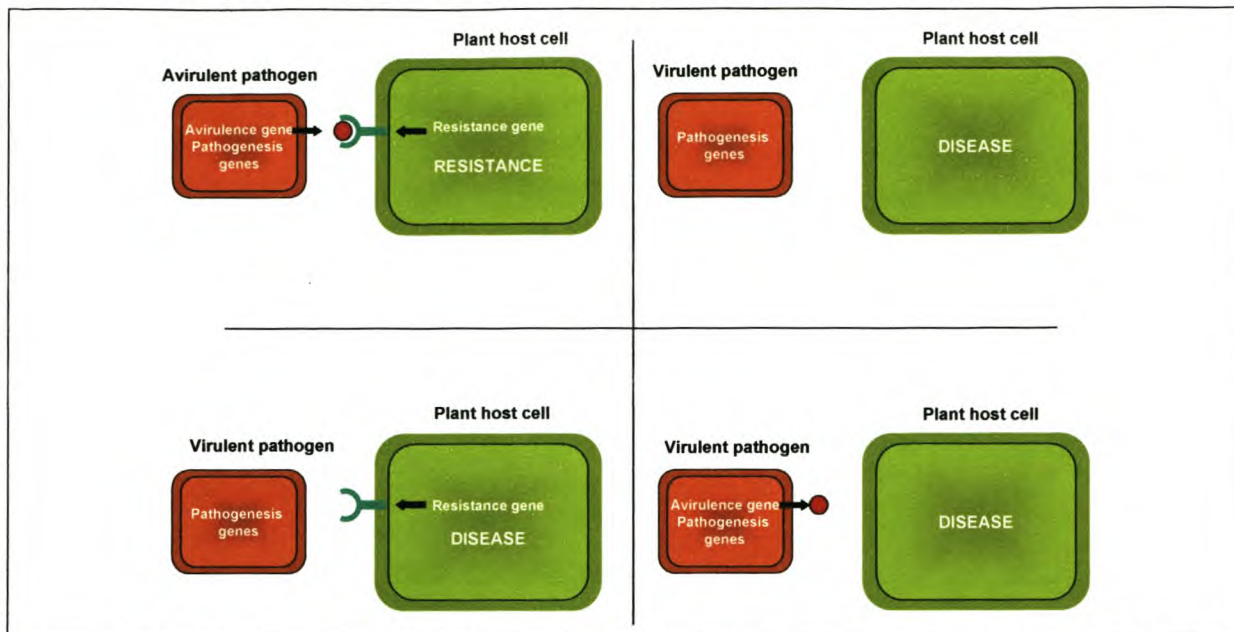 Plant host cell
Avirulent pathogen
Avirulence gene
Pathogenesis
genes
Resistance gene
RESISTANCE
Plant host cell
Virulent pathogen
Pathogenesis
genes
DISEASE
Plant host cell
Virulent pathogen
Pathogenesis
genes
Resistance gene
DISEASE
Plant host cell
Virulent pathogen
Avirulence gene
Pathogenesis
genes
DISEASE